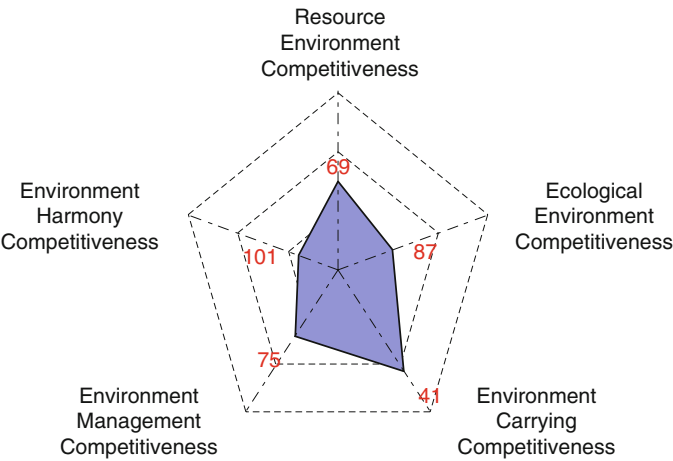 Resource
Environment
Competitiveness
69
Environment
Harmony
Competitiveness
101
Ecological
Environment
Competitiveness
87
75
Environment
Management
Competitiveness
41
Environment
Carrying
Competitiveness